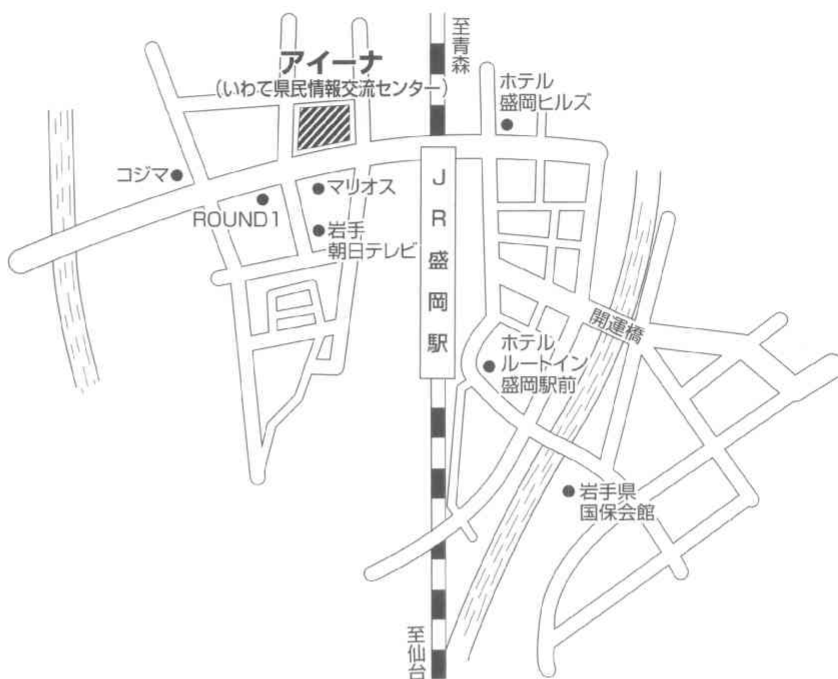 至青森
アイーナ
(いわて県民情報交流センター)
ホテル
盛岡ヒルズ
コジマ
マリオス
ROUND1
岩手
朝日テレビ
JR盛岡駅
開運橋
ホテル
ルートイン
盛岡駅前
岩手県
国保会館
至仙台